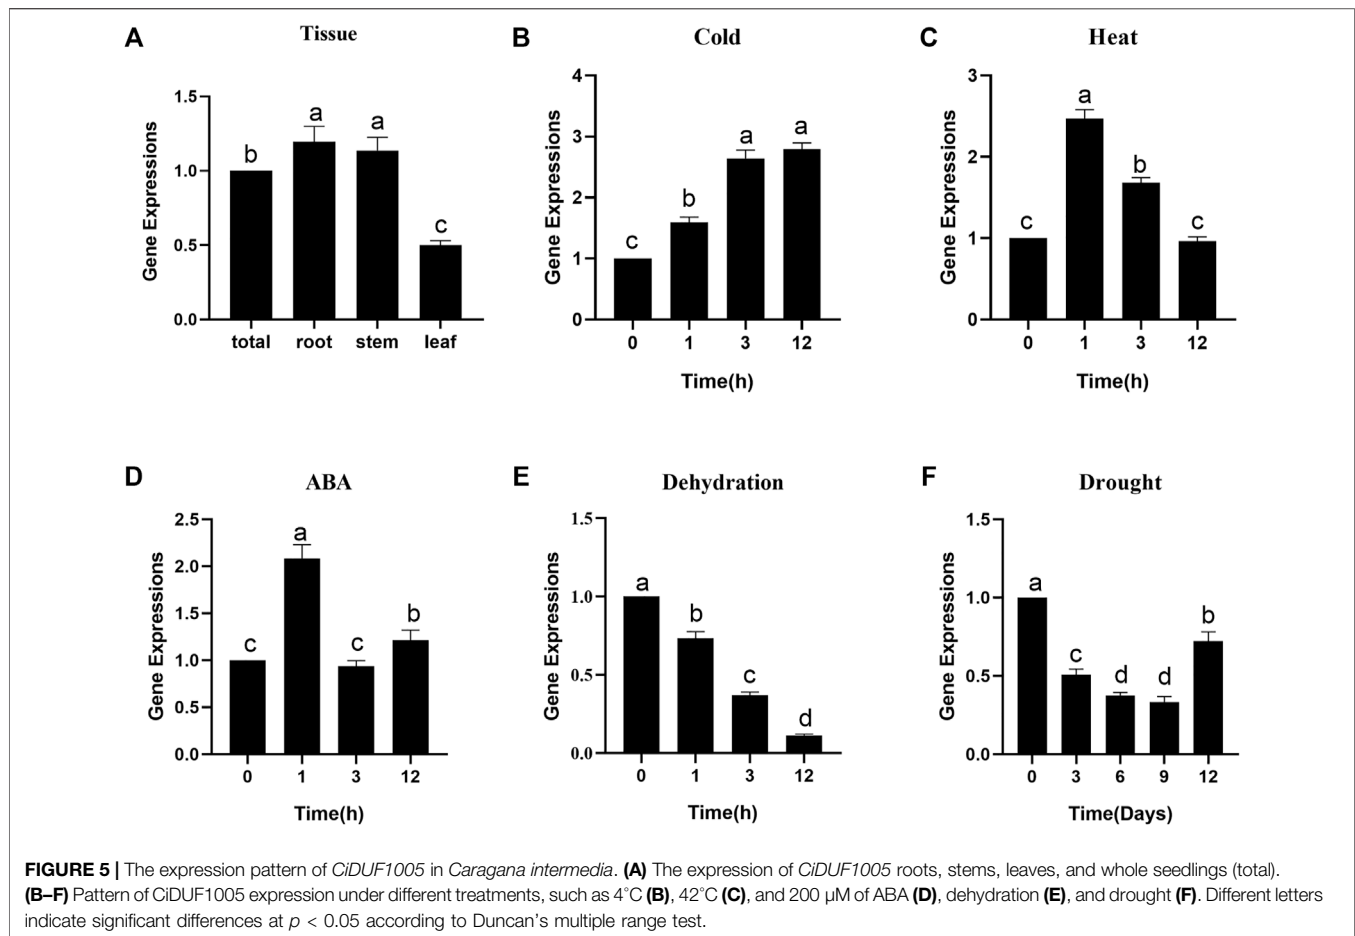 A
Tissue
Gene Expressions
1.5
1.0
0.5
0.0
b
a
a
c
total root stem leaf
B
Cold
Gene Expressions
4
3
2
1
0
c
b
a
a
0 1 3 12
Time(h)
C
Heat
Gene Expressions
3
2
1
0
c
a
b
c
0 1 3 12
Time(h)
D
ABA
Gene Expressions
2.5
2.0
1.5
1.0
0.5
0.0
c
a
c
b
0 1 3 12
Time(h)
E
Dehydration
Gene Expressions
1.5
1.0
0.5
0.0
a
b
c
d
0 1 3 12
Time(h)
F
Drought
Gene Expressions
1.5
1.0
0.5
0.0
a
c
d
d
b
0 3 6 9 12
Time(Days)
FIGURE 5 | The expression pattern of CiDUF1005 in Caragana intermedia. (A) The expression of CiDUF1005 roots, stems, leaves, and whole seedlings (total).
(B–F) Pattern of CiDUF1005 expression under different treatments, such as 4°C (B), 42°C (C), and 200 μM of ABA (D), dehydration (E), and drought (F). Different letters
indicate significant differences at p < 0.05 according to Duncan's multiple range test.